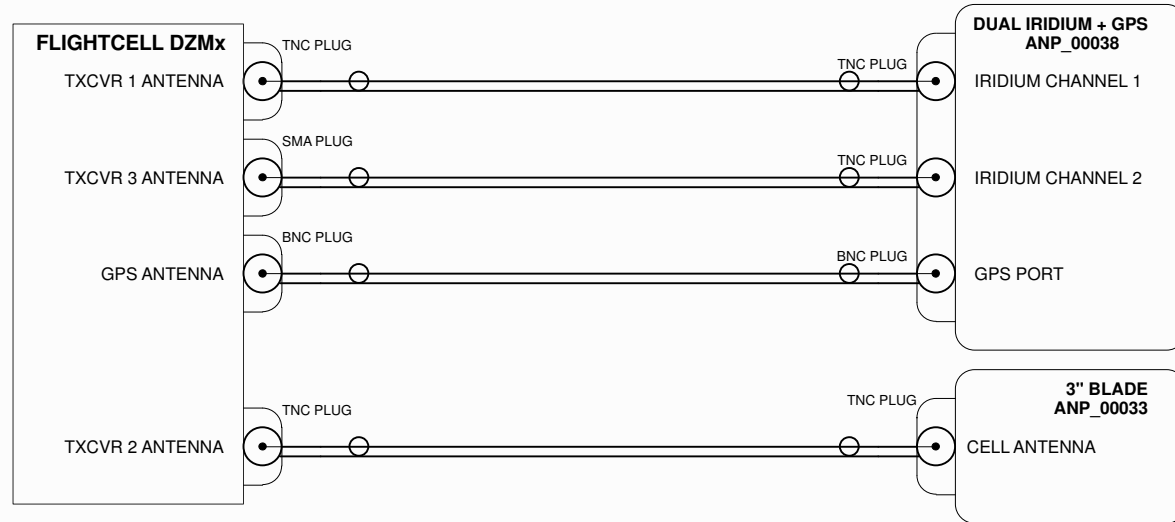 FLIGHTCELL DZMx
TNC PLUG
TXCVR 1 ANTENNA
SMA PLUG
TXCVR 3 ANTENNA
BNC PLUG
GPS ANTENNA
TNC PLUG
TXCVR 2 ANTENNA
DUAL IRIDIUM + GPS
ANP_00038
TNC PLUG
IRIDIUM CHANNEL 1
TNC PLUG
IRIDIUM CHANNEL 2
BNC PLUG
GPS PORT
3" BLADE
ANP_00033
TNC PLUG
CELL ANTENNA